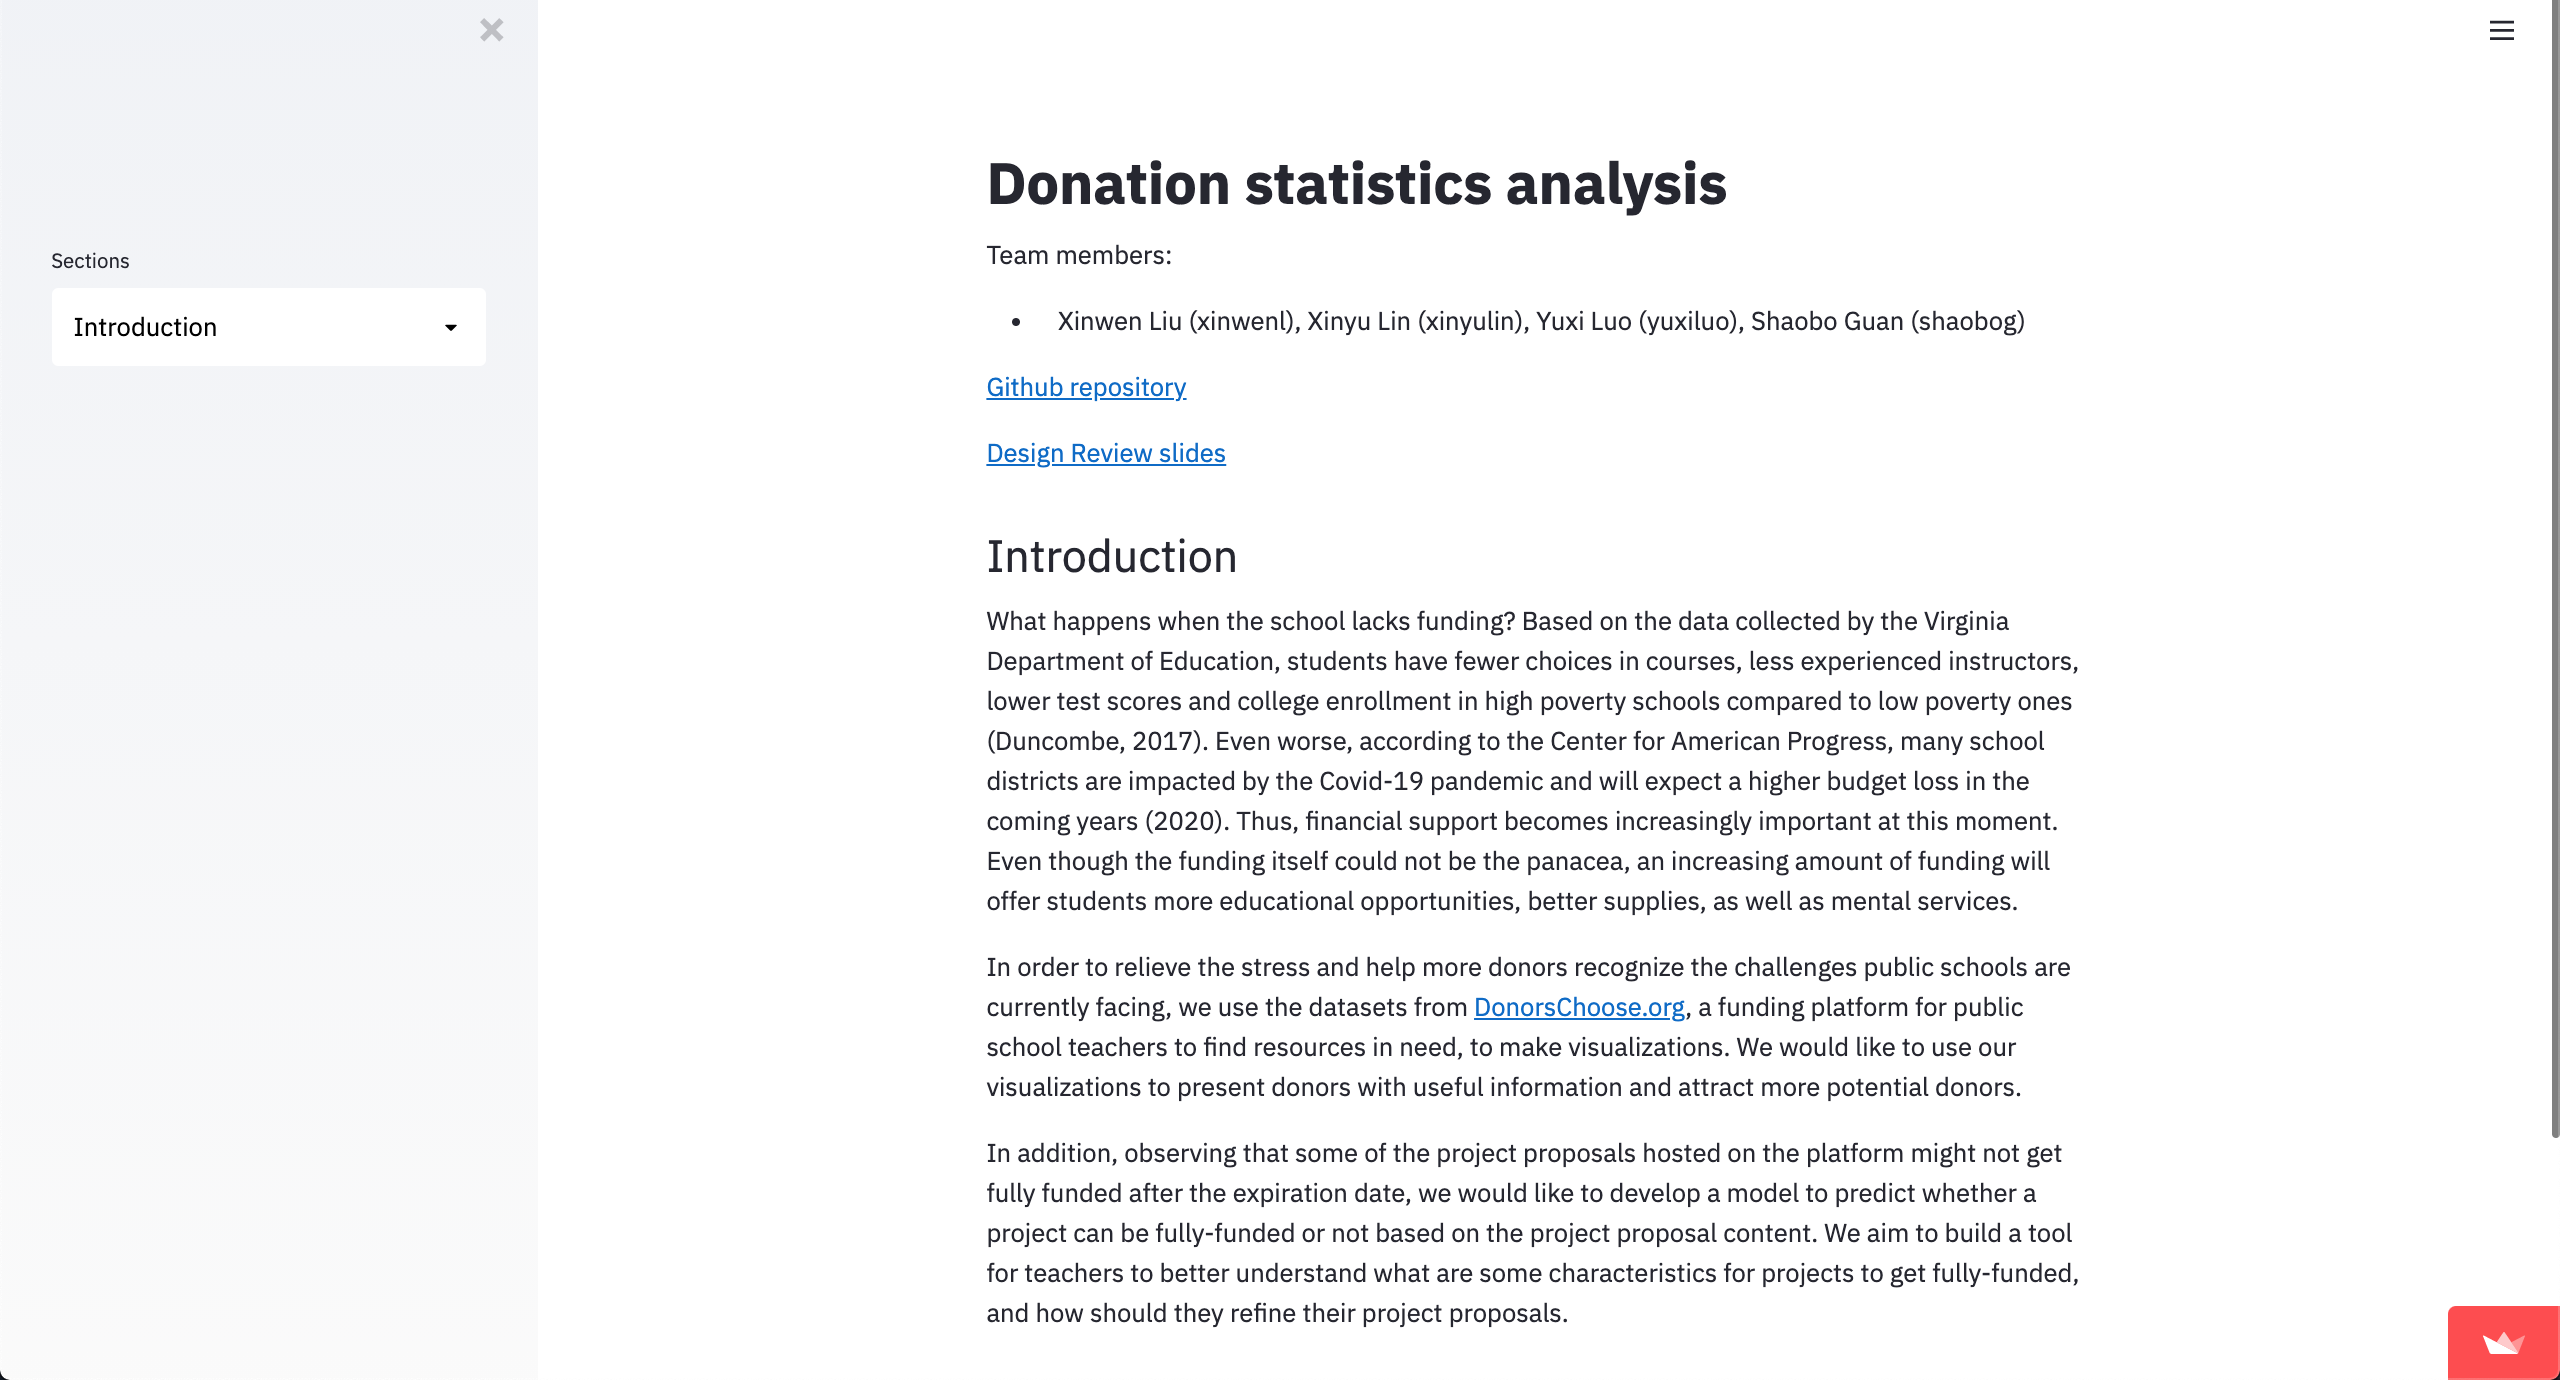 Sections
Introduction
Donation statistics analysis
Team members:
• Xinwen Liu (xinwenl), Xinyu Lin (xinyulin), Yuxi Luo (yuxiluo), Shaobo Guan (shaobog)
Github repository
Design Review slides
Introduction
What happens when the school lacks funding? Based on the data collected by the Virginia
Department of Education, students have fewer choices in courses, less experienced instructors,
lower test scores and college enrollment in high poverty schools compared to low poverty ones
(Duncombe, 2017). Even worse, according to the Center for American Progress, many school
districts are impacted by the Covid-19 pandemic and will expect a higher budget loss in the
coming years (2020). Thus, financial support becomes increasingly important at this moment.
Even though the funding itself could not be the panacea, an increasing amount of funding will
offer students more educational opportunities, better supplies, as well as mental services.
In order to relieve the stress and help more donors recognize the challenges public schools are
currently facing, we use the datasets from DonorsChoose.org, a funding platform for public
school teachers to find resources in need, to make visualizations. We would like to use our
visualizations to present donors with useful information and attract more potential donors.
In addition, observing that some of the project proposals hosted on the platform might not get
fully funded after the expiration date, we would like to develop a model to predict whether a
project can be fully-funded or not based on the project proposal content. We aim to build a tool
for teachers to better understand what are some characteristics for projects to get fully-funded,
and how should they refine their project proposals.